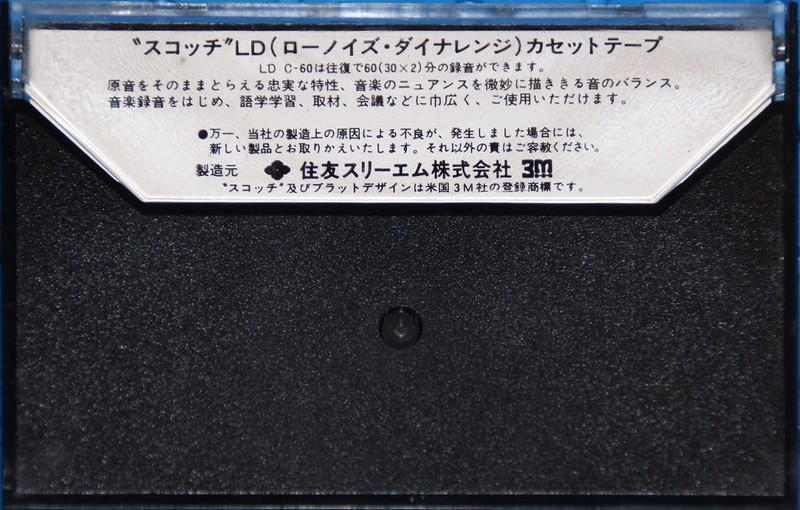 “スコッチ”LD(ローノイズ・ダイナレンジ)カセットテープ
LD C-60は往復で60(30×2)分の録音ができます。
原音をそのままとらえる忠実な特性、音楽のニュアンスを微妙に描ききる音のバランス。
音楽録音をはじめ、語学学習、取材、会議などに巾広く、ご使用いただけます。
●万一、当社の製造上の原因による不良が、発生しました場合には、
新しい製品とお取りかえいたします。それ以外の責はご容赦ください。
製造元 住友スリーエム株式会社 3M
“スコッチ”及びプラットデザインは米国3M社の登録商標です。